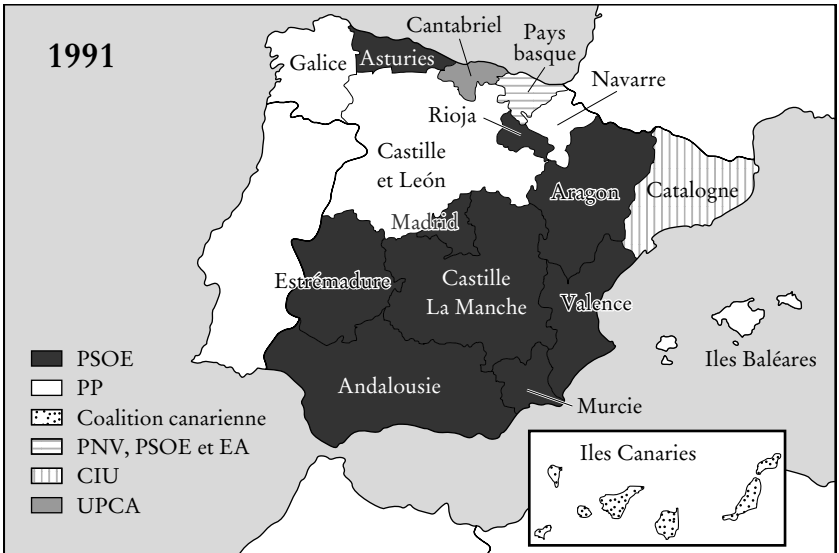 1991
Cantabriel
Pays
basque
Galice
Asturies
Navarre
Rioja
Castille
et León
Aragon
Catalogne
Madrid
Estrémadure
Castille
La Manche
Valence
Iles Baléares
Andalousie
Murcie
Iles Canaries
PSOE
PP
Coalition canarienne
PNV, PSOE et EA
CIU
UPCA